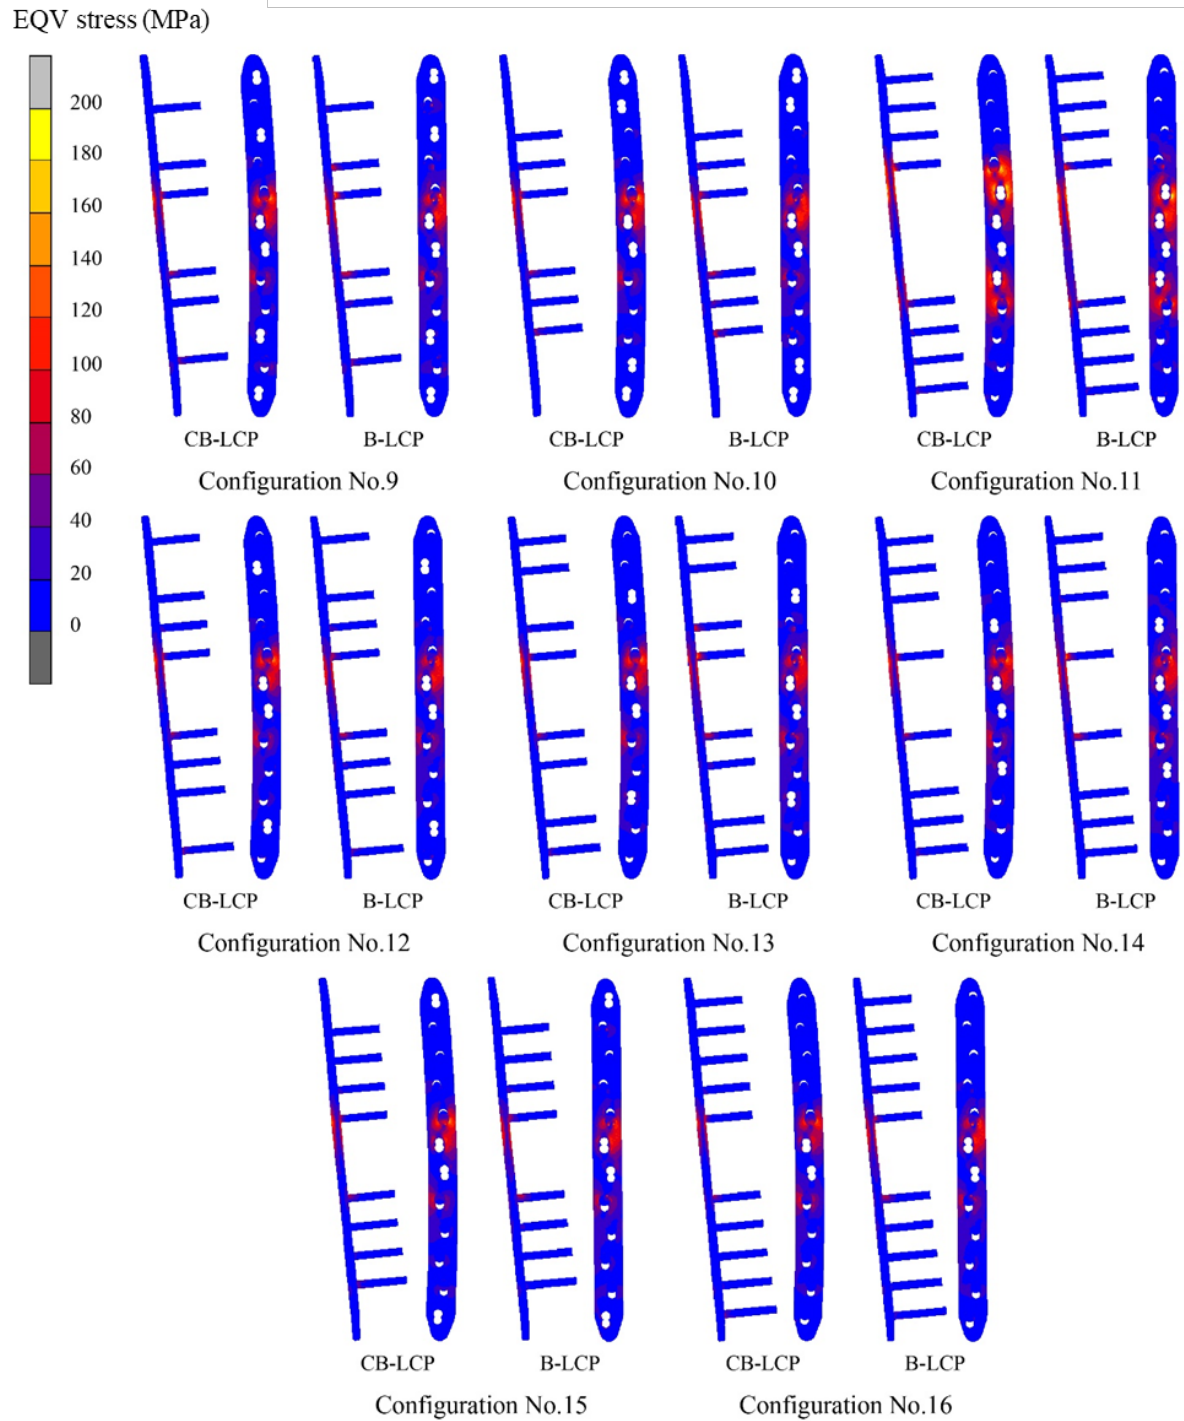 EQV stress (MPa)
200
180
160
140
120
100
80
60
40
20
0
CB-LCP B-LCP CB-LCP B-LCP CB-LCP B-LCP
Configuration No.9 Configuration No.10 Configuration No.11
CB-LCP B-LCP CB-LCP B-LCP CB-LCP B-LCP
Configuration No.12 Configuration No.13 Configuration No.14
CB-LCP B-LCP CB-LCP B-LCP
Configuration No.15 Configuration No.16